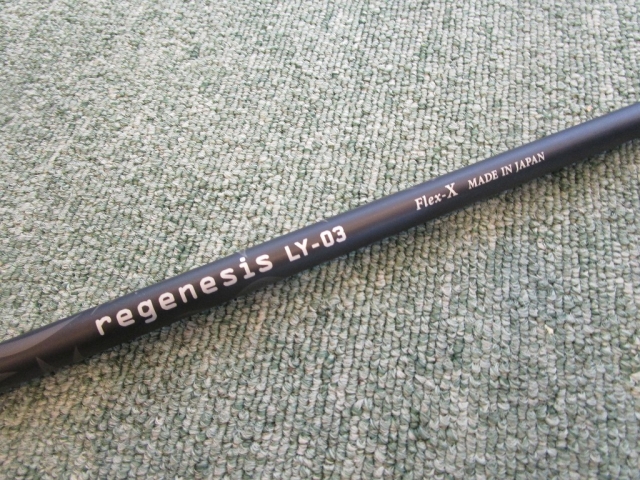 regenesis LY-03 Flex-X MADE IN JAPAN